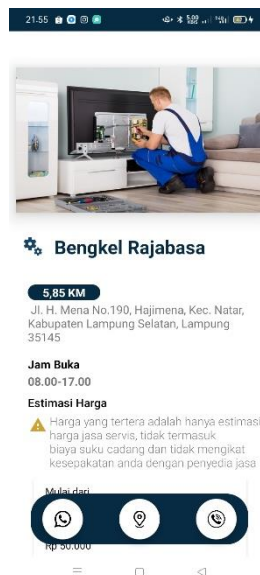 21.55
Bengkel Rajabasa
5,85 KM
Jl. H. Mena No.190, Hajimena, Kec. Natar,
Kabupaten Lampung Selatan, Lampung
35145
Jam Buka
08.00-17.00
Estimasi Harga
Harga yang tertera adalah hanya estimasi
harga jasa servis, tidak termasuk
biaya suku cadang dan tidak mengikat
kesepakatan anda dengan penyedia jasa
Mulai dari
Rp 50.000